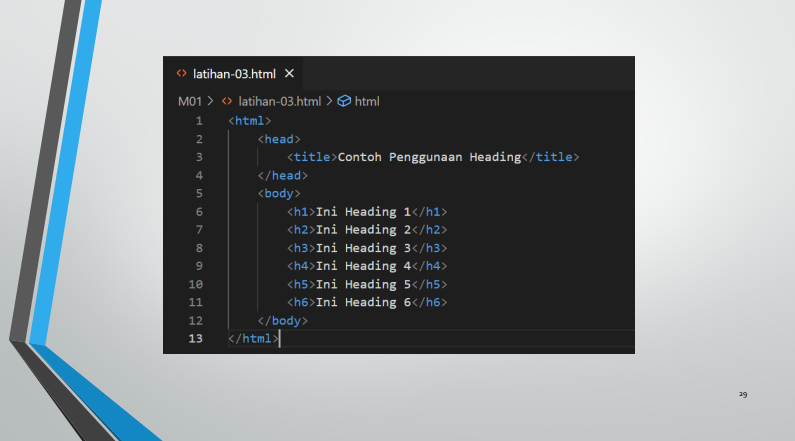 latihan-03.html ×
M01 > latihan-03.html > html
1 <html>
2 <head>
3 <title>Contoh Penggunaan Heading</title>
4 </head>
5 <body>
6 <h1>Ini Heading 1</h1>
7 <h2>Ini Heading 2</h2>
8 <h3>Ini Heading 3</h3>
9 <h4>Ini Heading 4</h4>
10 <h5>Ini Heading 5</h5>
11 <h6>Ini Heading 6</h6>
12 </body>
13 </html>
29